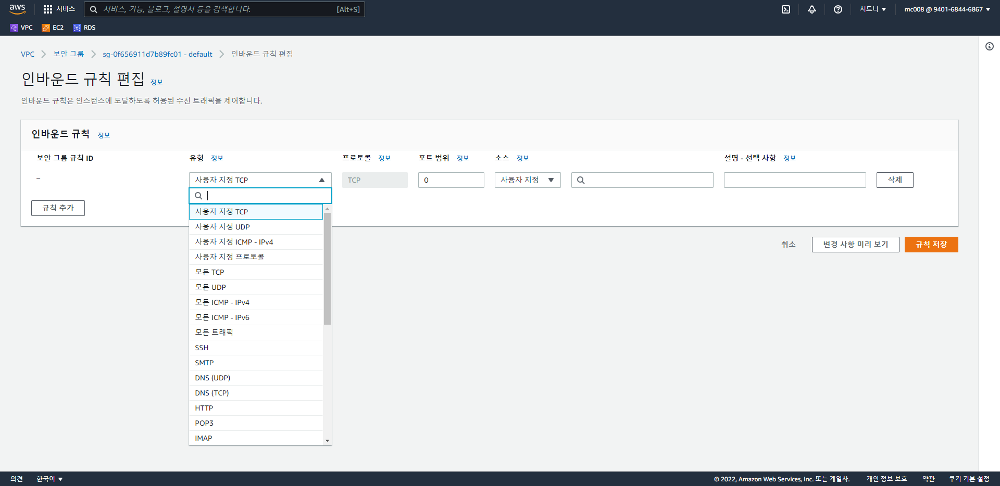 aws 서비스 서비스, 기능, 블로그, 설명서 등을 검색합니다. [Alt+S] 시드니 mc008 @ 9401-6844-6867
VPC EC2 RDS
VPC 보안 그룹 sg-0f656911d7b89fc01 - default 인바운드 규칙 편집
인바운드 규칙 편집 정보
인바운드 규칙은 인스턴스에 도달하도록 허용된 수신 트래픽을 제어합니다.
인바운드 규칙 정보
보안 그룹 규칙 ID 유형 정보 프로토콜 정보 포트 범위 정보 소스 정보 설명 - 선택 사항 정보
– 사용자 지정 TCP TCP 0 사용자 지정 삭제
규칙 추가
사용자 지정 TCP
사용자 지정 UDP
사용자 지정 ICMP - IPv4
사용자 지정 프로토콜
모든 TCP
모든 UDP
모든 ICMP - IPv4
모든 ICMP - IPv6
모든 트래픽
SSH
SMTP
DNS (UDP)
DNS (TCP)
HTTP
POP3
IMAP
취소 변경 사항 미리 보기 규칙 저장
의견 한국어 © 2022, Amazon Web Services, Inc. 또는 계열사. 개인 정보 보호 약관 쿠키 기본 설정